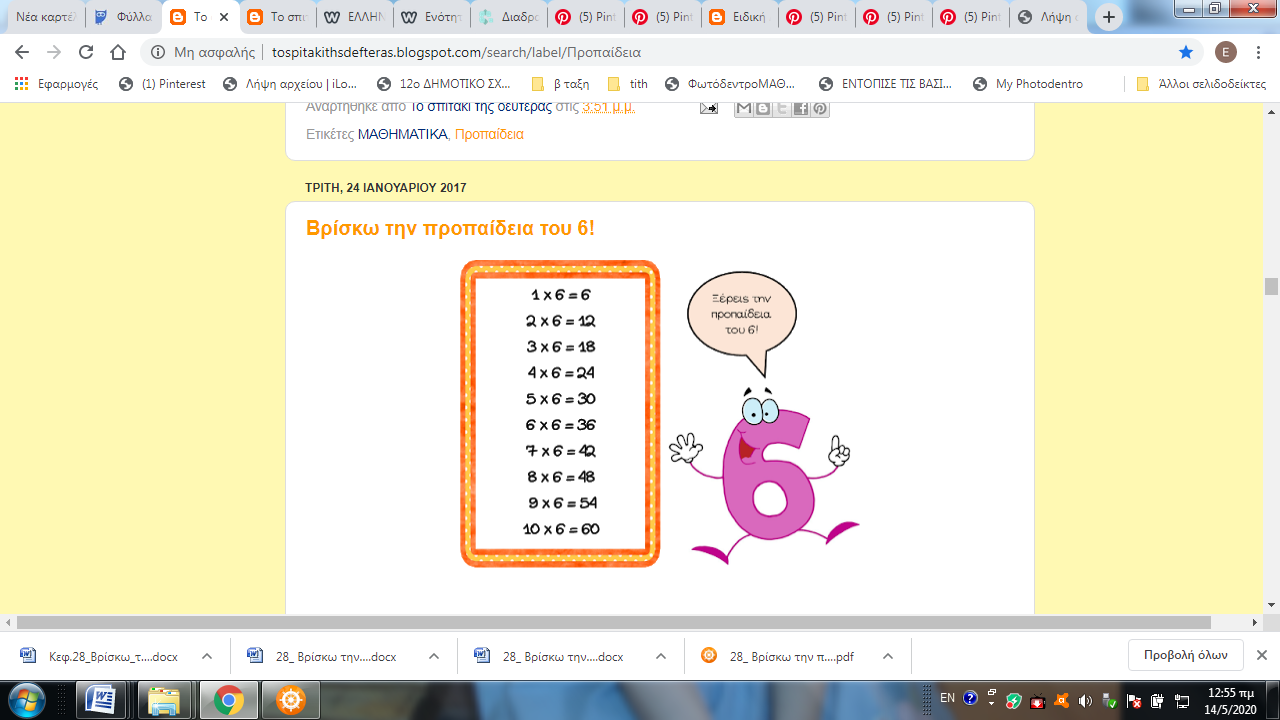 Νέα καρτέλ
Φύλλα
Το
Το σπιτ
ΕΛΛΗΝ
Ενότητ
Διαδρα
(5) Pint
(5) Pint
Ειδική
(5) Pint
(5) Pint
(5) Pint
Λήψη α
Μη ασφαλής | tospitakithsdefteras.blogspot.com/search/label/Προπαίδεια
E
Εφαρμογές
(1) Pinterest
Λήψη αρχείου | iLo...
12ο ΔΗΜΟΤΙΚΟ ΣΧ...
β ταξη
tith
ΦωτόδεντροΜΑΘ...
ΕΝΤΟΠΙΣΕ ΤΙΣ ΒΑΣΙ...
My Photodentro
Άλλοι σελιδοδείκτες
Αναρτήθηκε από Το σπιτάκι της δευτέρας στις 3:51 μ.μ.
Ετικέτες ΜΑΘΗΜΑΤΙΚΑ, Προπαίδεια
ΤΡΙΤΗ, 24 ΙΑΝΟΥΑΡΙΟΥ 2017
Βρίσκω την προπαίδεια του 6!
1 x 6 = 6
2 x 6 = 12
3 x 6 = 18
4 x 6 = 24
5 x 6 = 30
6 x 6 = 36
7 x 6 = 42
8 x 6 = 48
9 x 6 = 54
10 x 6 = 60
Ξέρεις την
προπαίδεια
του 6!
6
Κεφ.28_Βρίσκω_τ....docx
28_ Βρίσκω την....docx
28_ Βρίσκω την....docx
28_ Βρίσκω την π....pdf
Προβολή όλων
EN
12:55 πμ
14/5/2020